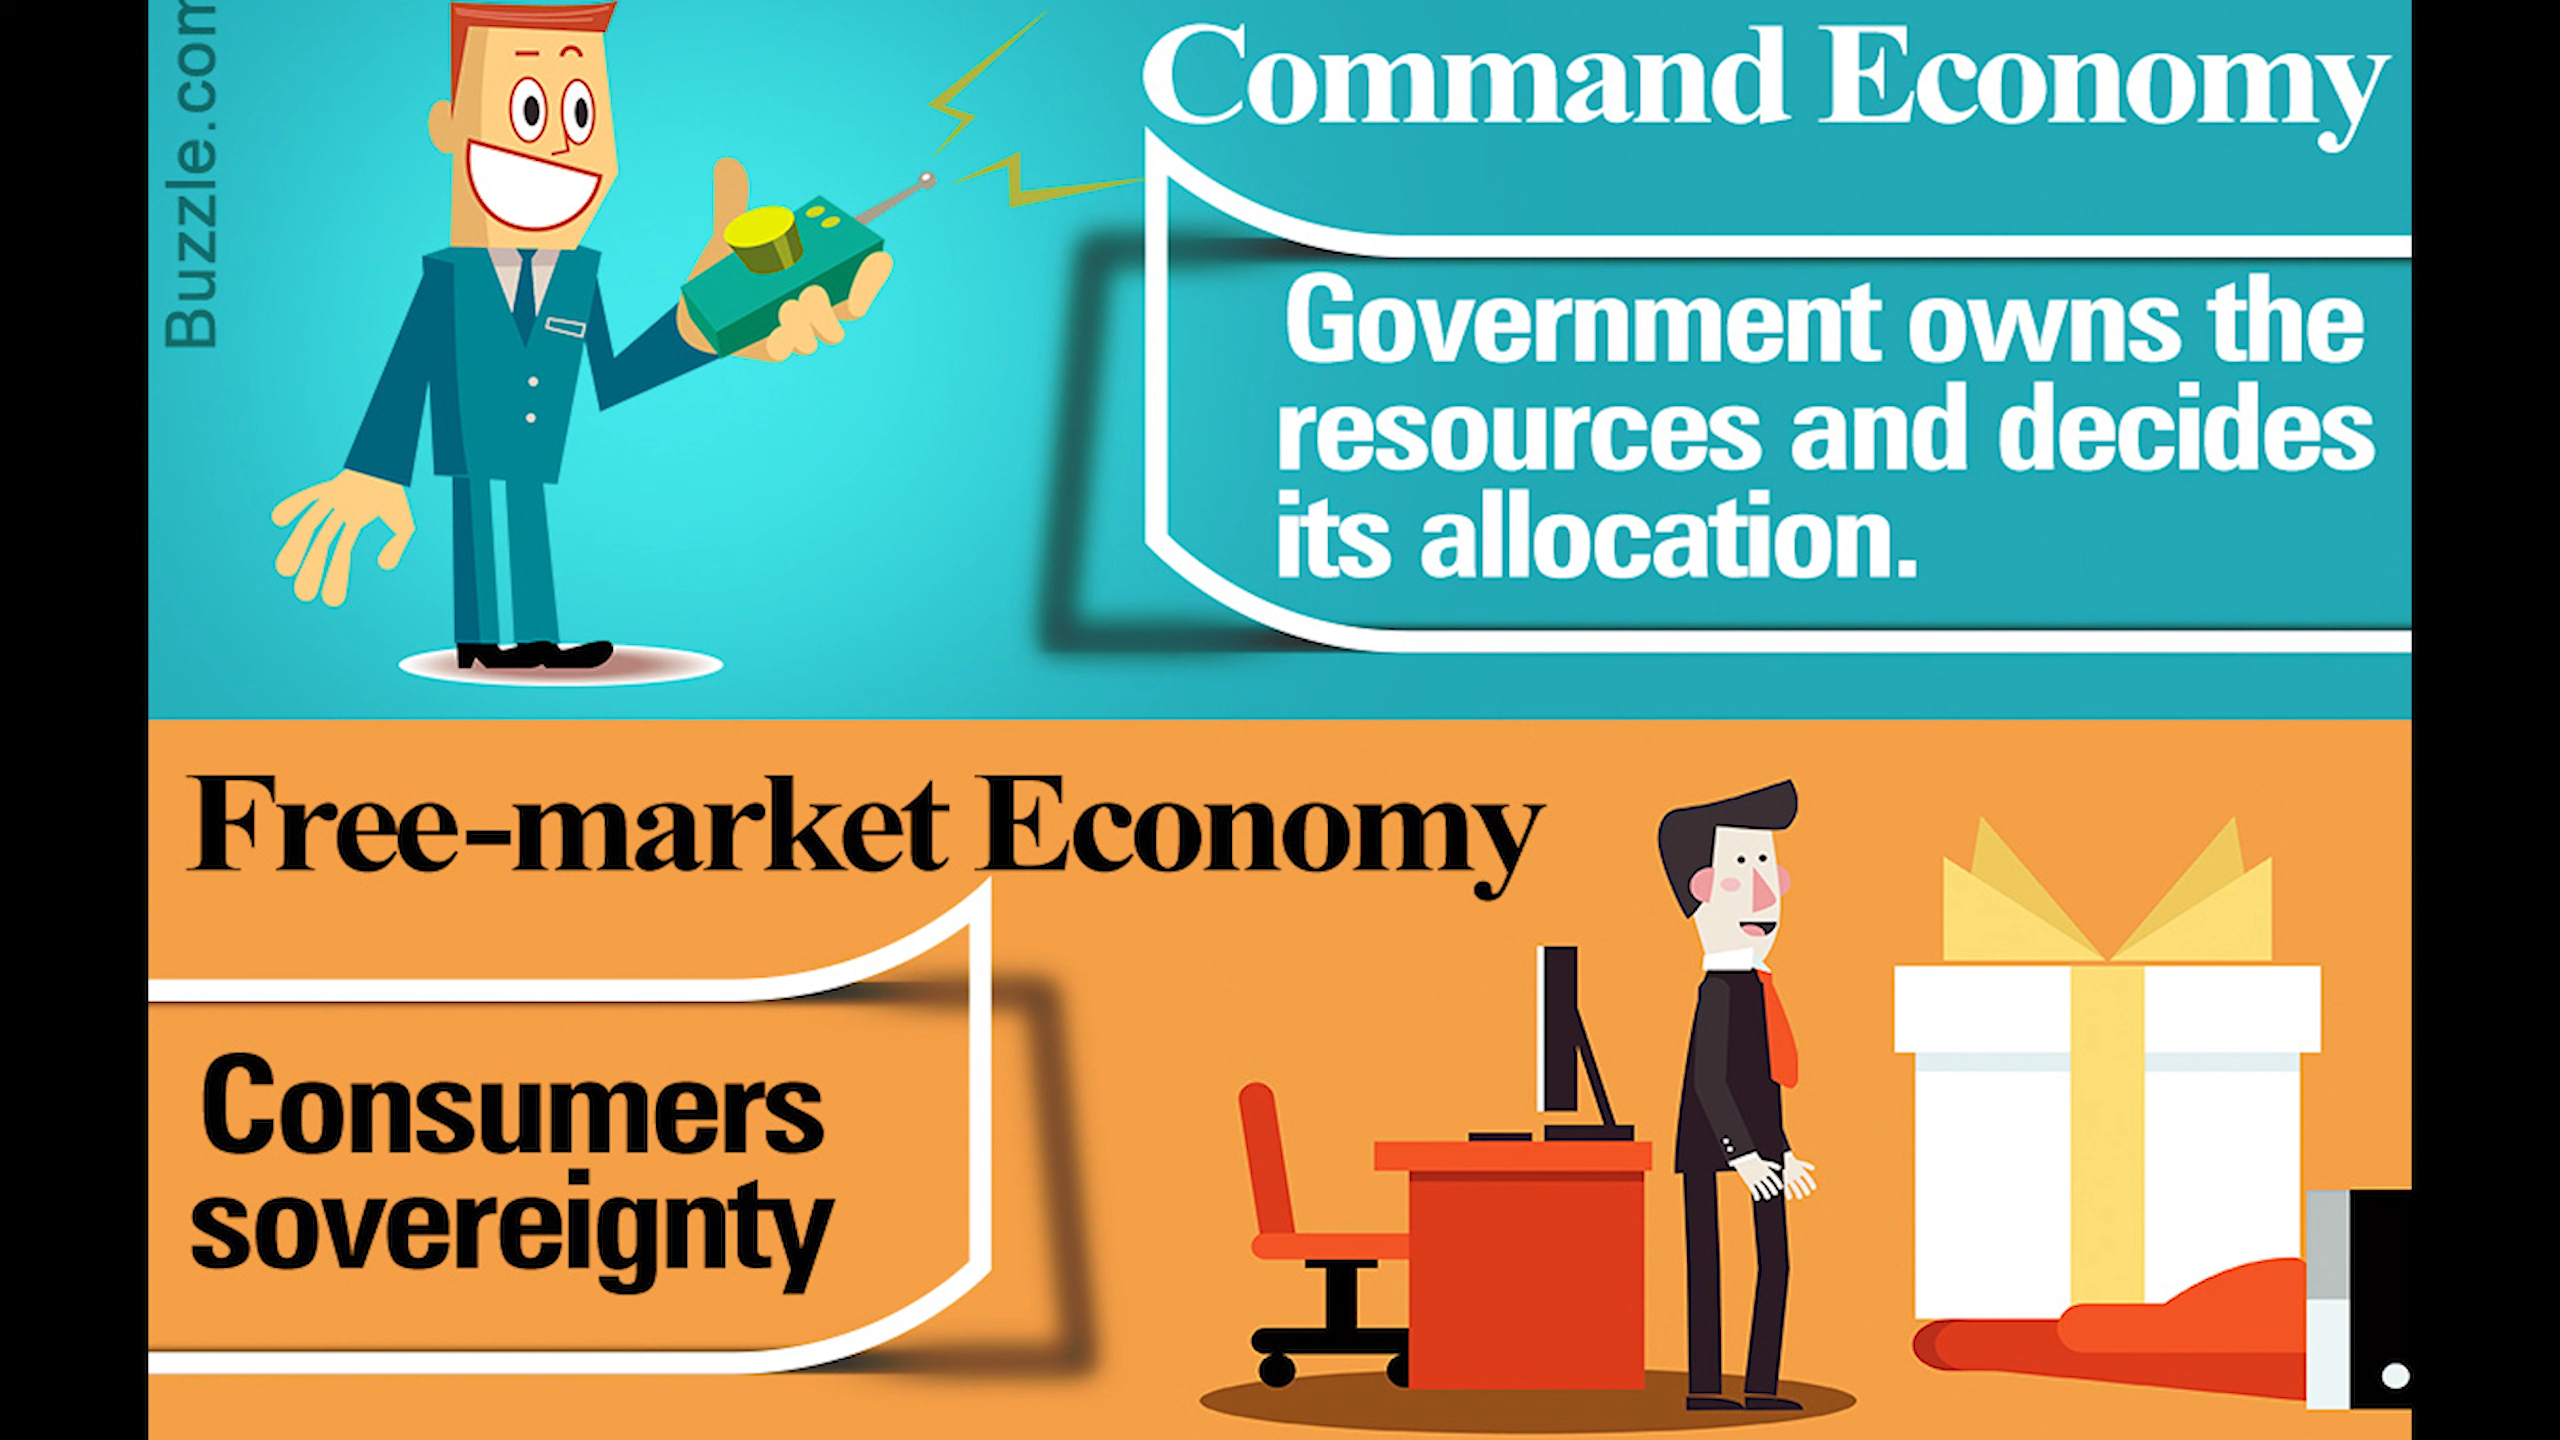 Buzzle.com
Command Economy
Government owns the
resources and decides
its allocation.
Free-market Economy
Consumers
sovereignty